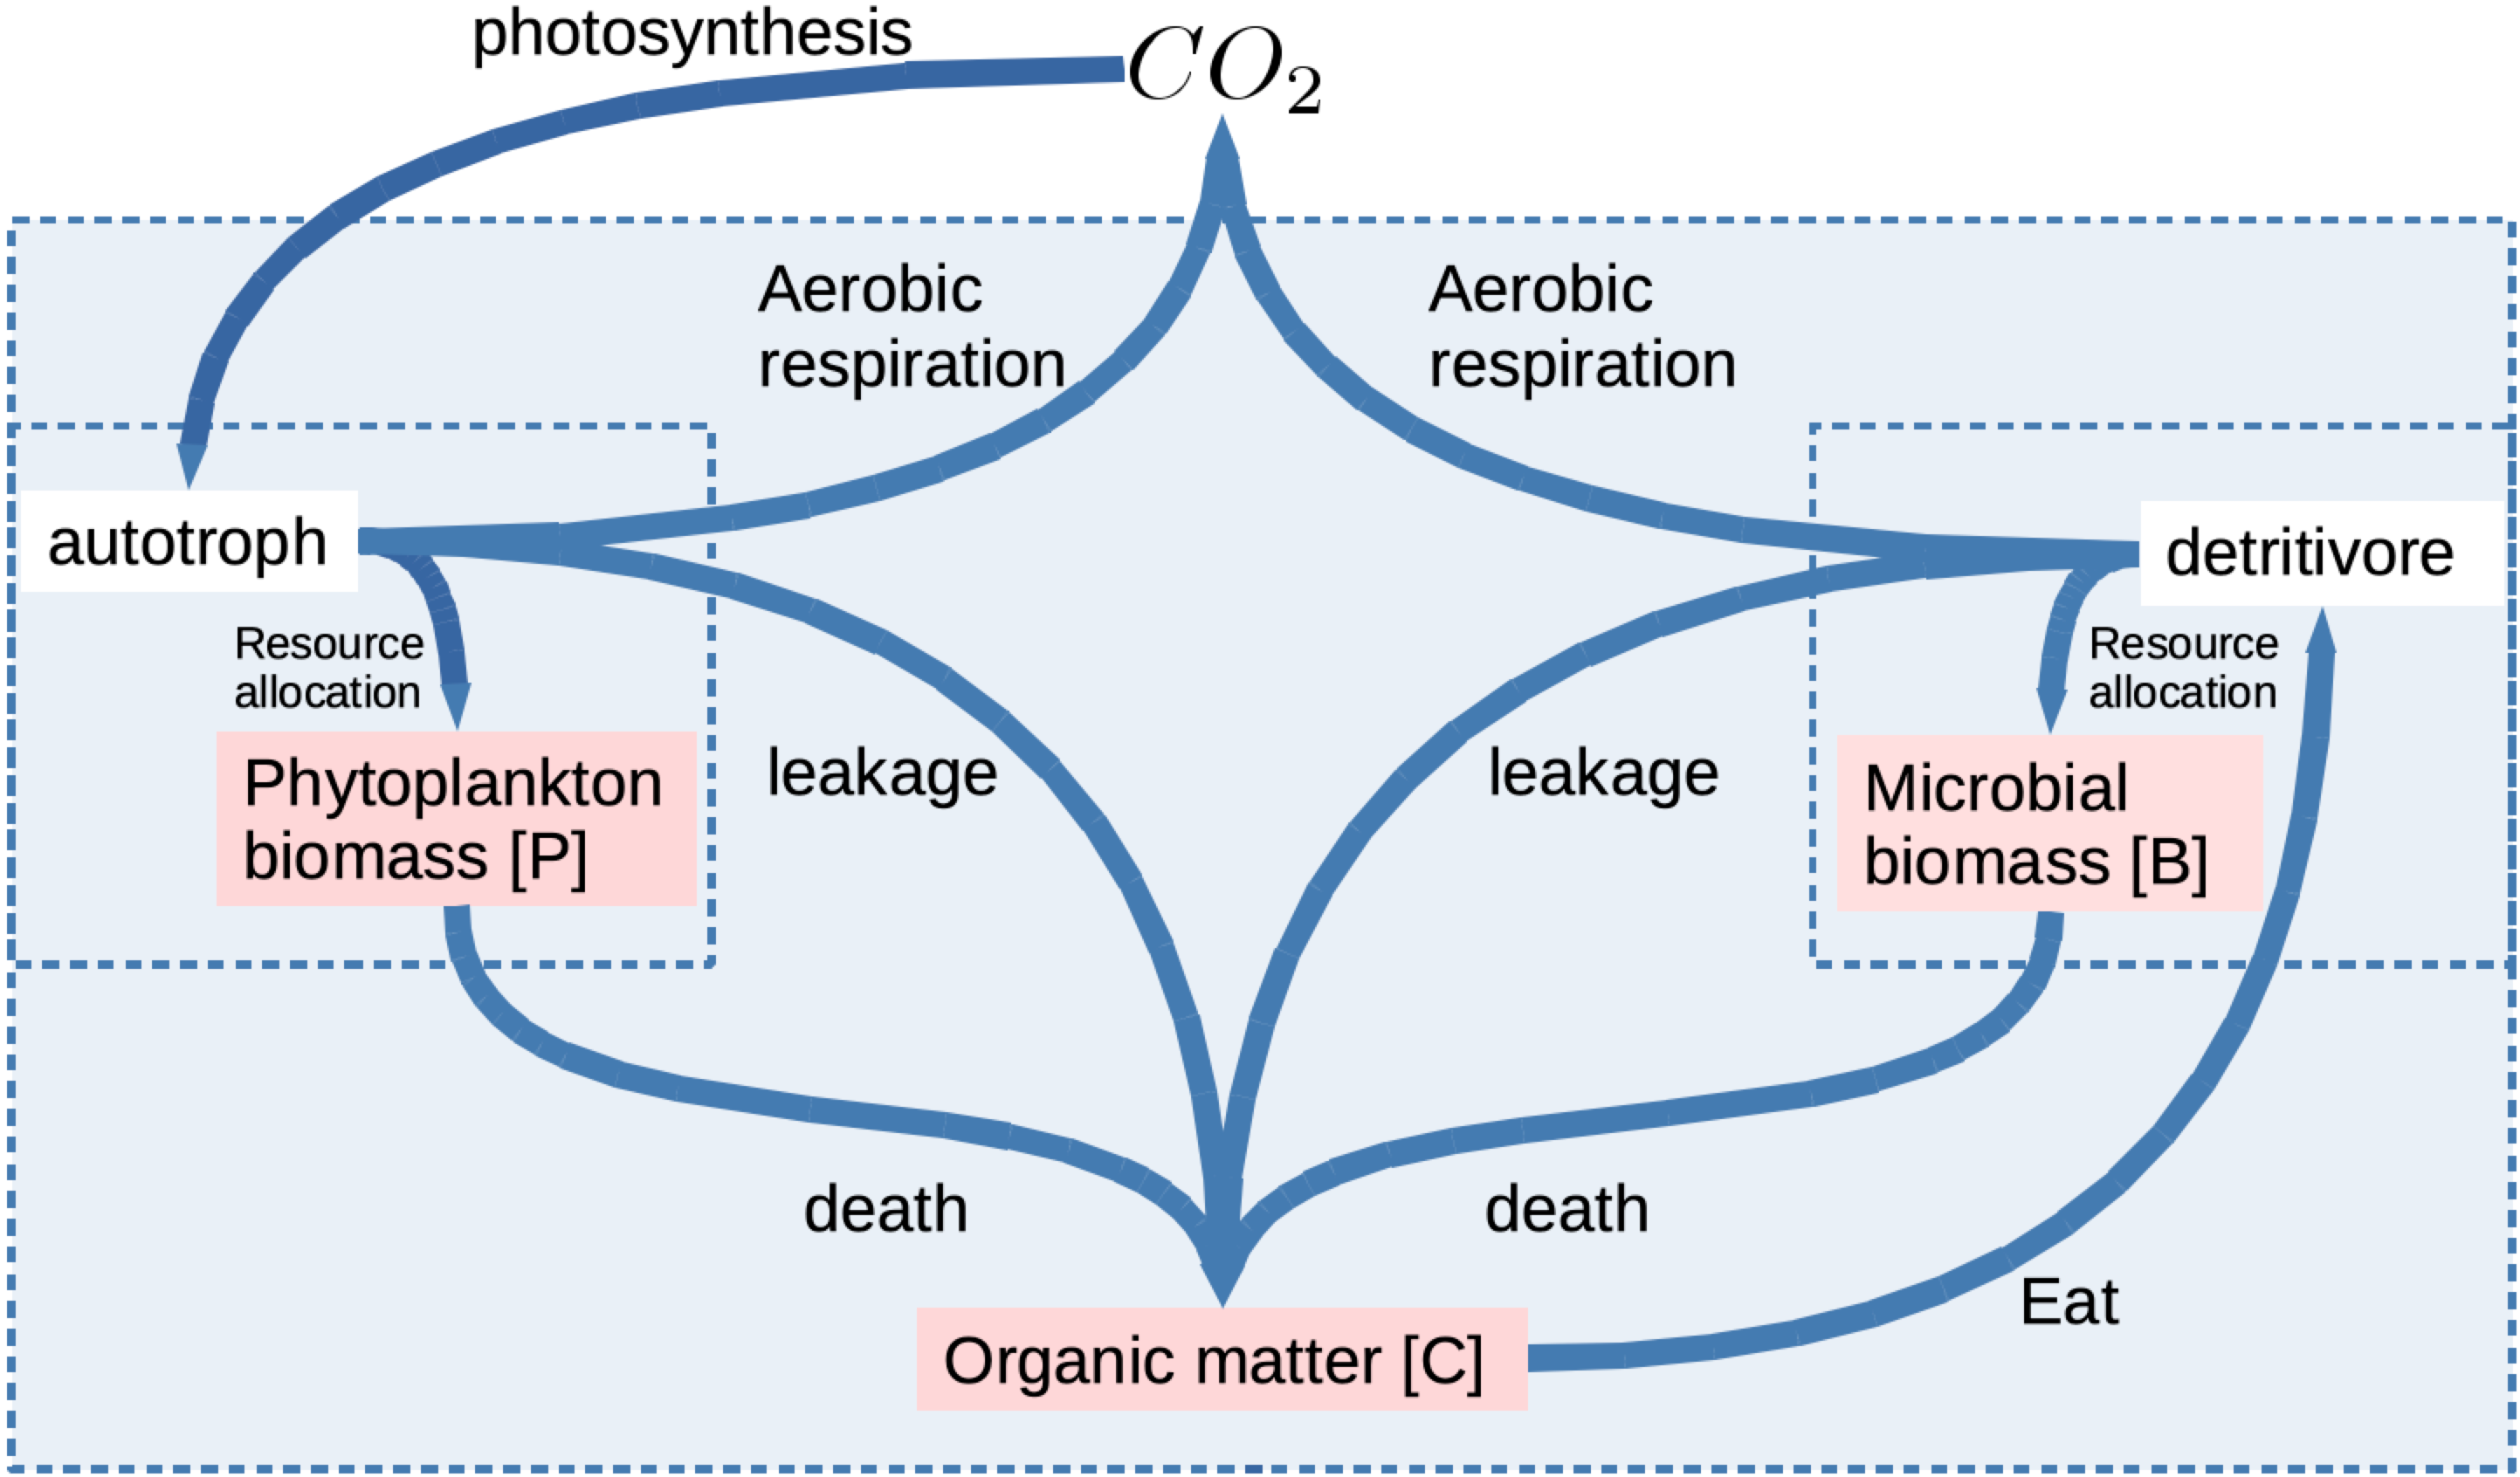 photosynthesis
CO₂
Aerobic
respiration
Aerobic
respiration
autotroph
detritivore
Resource
allocation
Resource
allocation
Phytoplankton
biomass [P]
leakage
leakage
Microbial
biomass [B]
death
death
Eat
Organic matter [C]